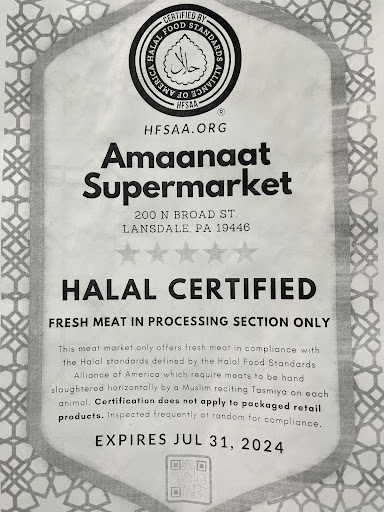 CERTIFIED BY
HALAL FOOD STANDARDS ALLIANCE OF AMERICA
حلال
HFSAA
®
HFSAA.ORG
Amaanaat
Supermarket
200 N BROAD ST.
LANSDALE, PA 19446
HALAL CERTIFIED
FRESH MEAT IN PROCESSING SECTION ONLY
This meat market only offers fresh meat in compliance with
the Halal standards defined by the Halal Food Standards
Alliance of America which require meats to be hand
slaughtered horizontally by a Muslim reciting Tasmiya on each
animal. Certification does not apply to packaged retail
products. Inspected frequently at random for compliance.
EXPIRES JUL 31, 2024